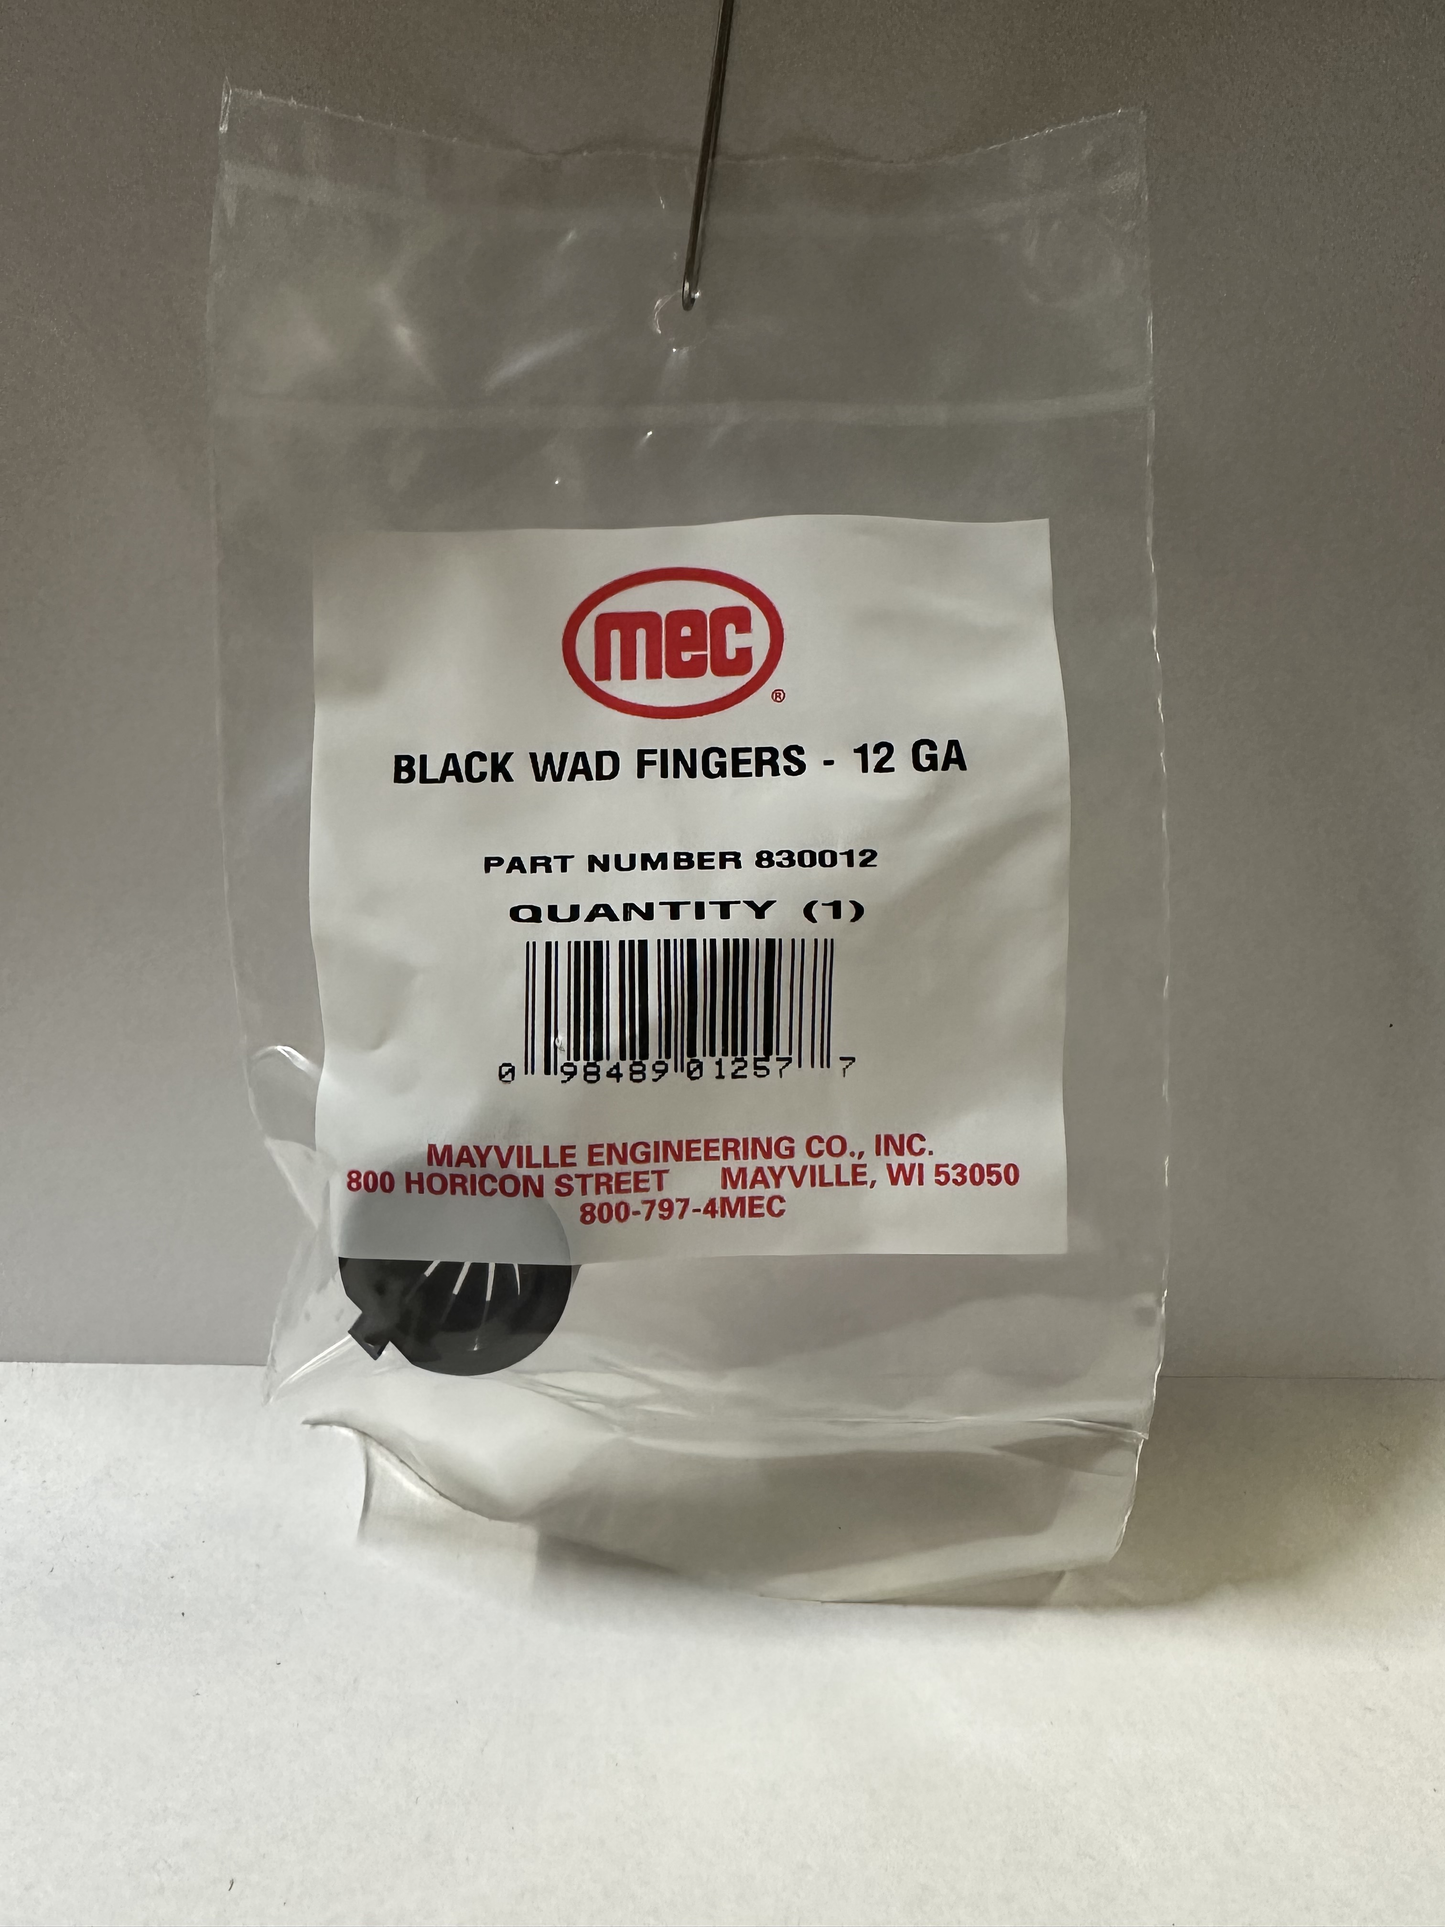 mec
®
BLACK WAD FINGERS - 12 GA
PART NUMBER 830012
QUANTITY (1)
0 98489 01257 7
MAYVILLE ENGINEERING CO., INC.
800 HORICON STREET MAYVILLE, WI 53050
800-797-4MEC